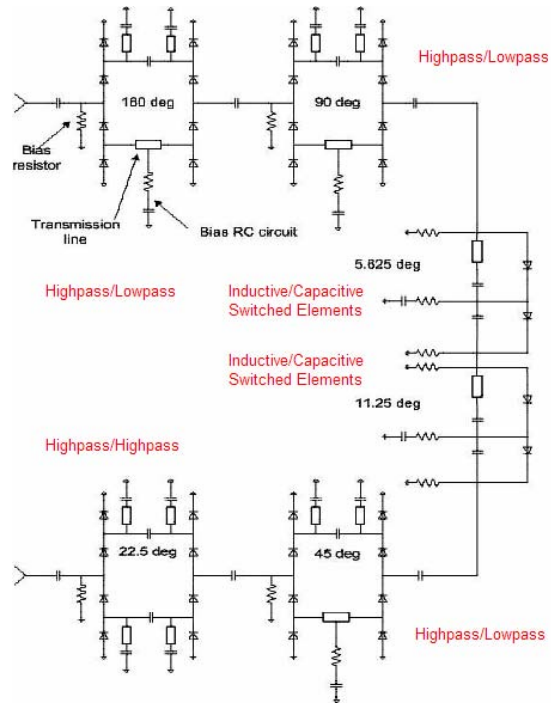 Highpass/Lowpass
160 deg
90 deg
Bias
resistor
Transmission
line
Bias RC circuit
5.625 deg
Highpass/Lowpass
Inductive/Capacitive
Switched Elements
Inductive/Capacitive
Switched Elements
11.25 deg
Highpass/Highpass
22.5 deg
45 deg
Highpass/Lowpass